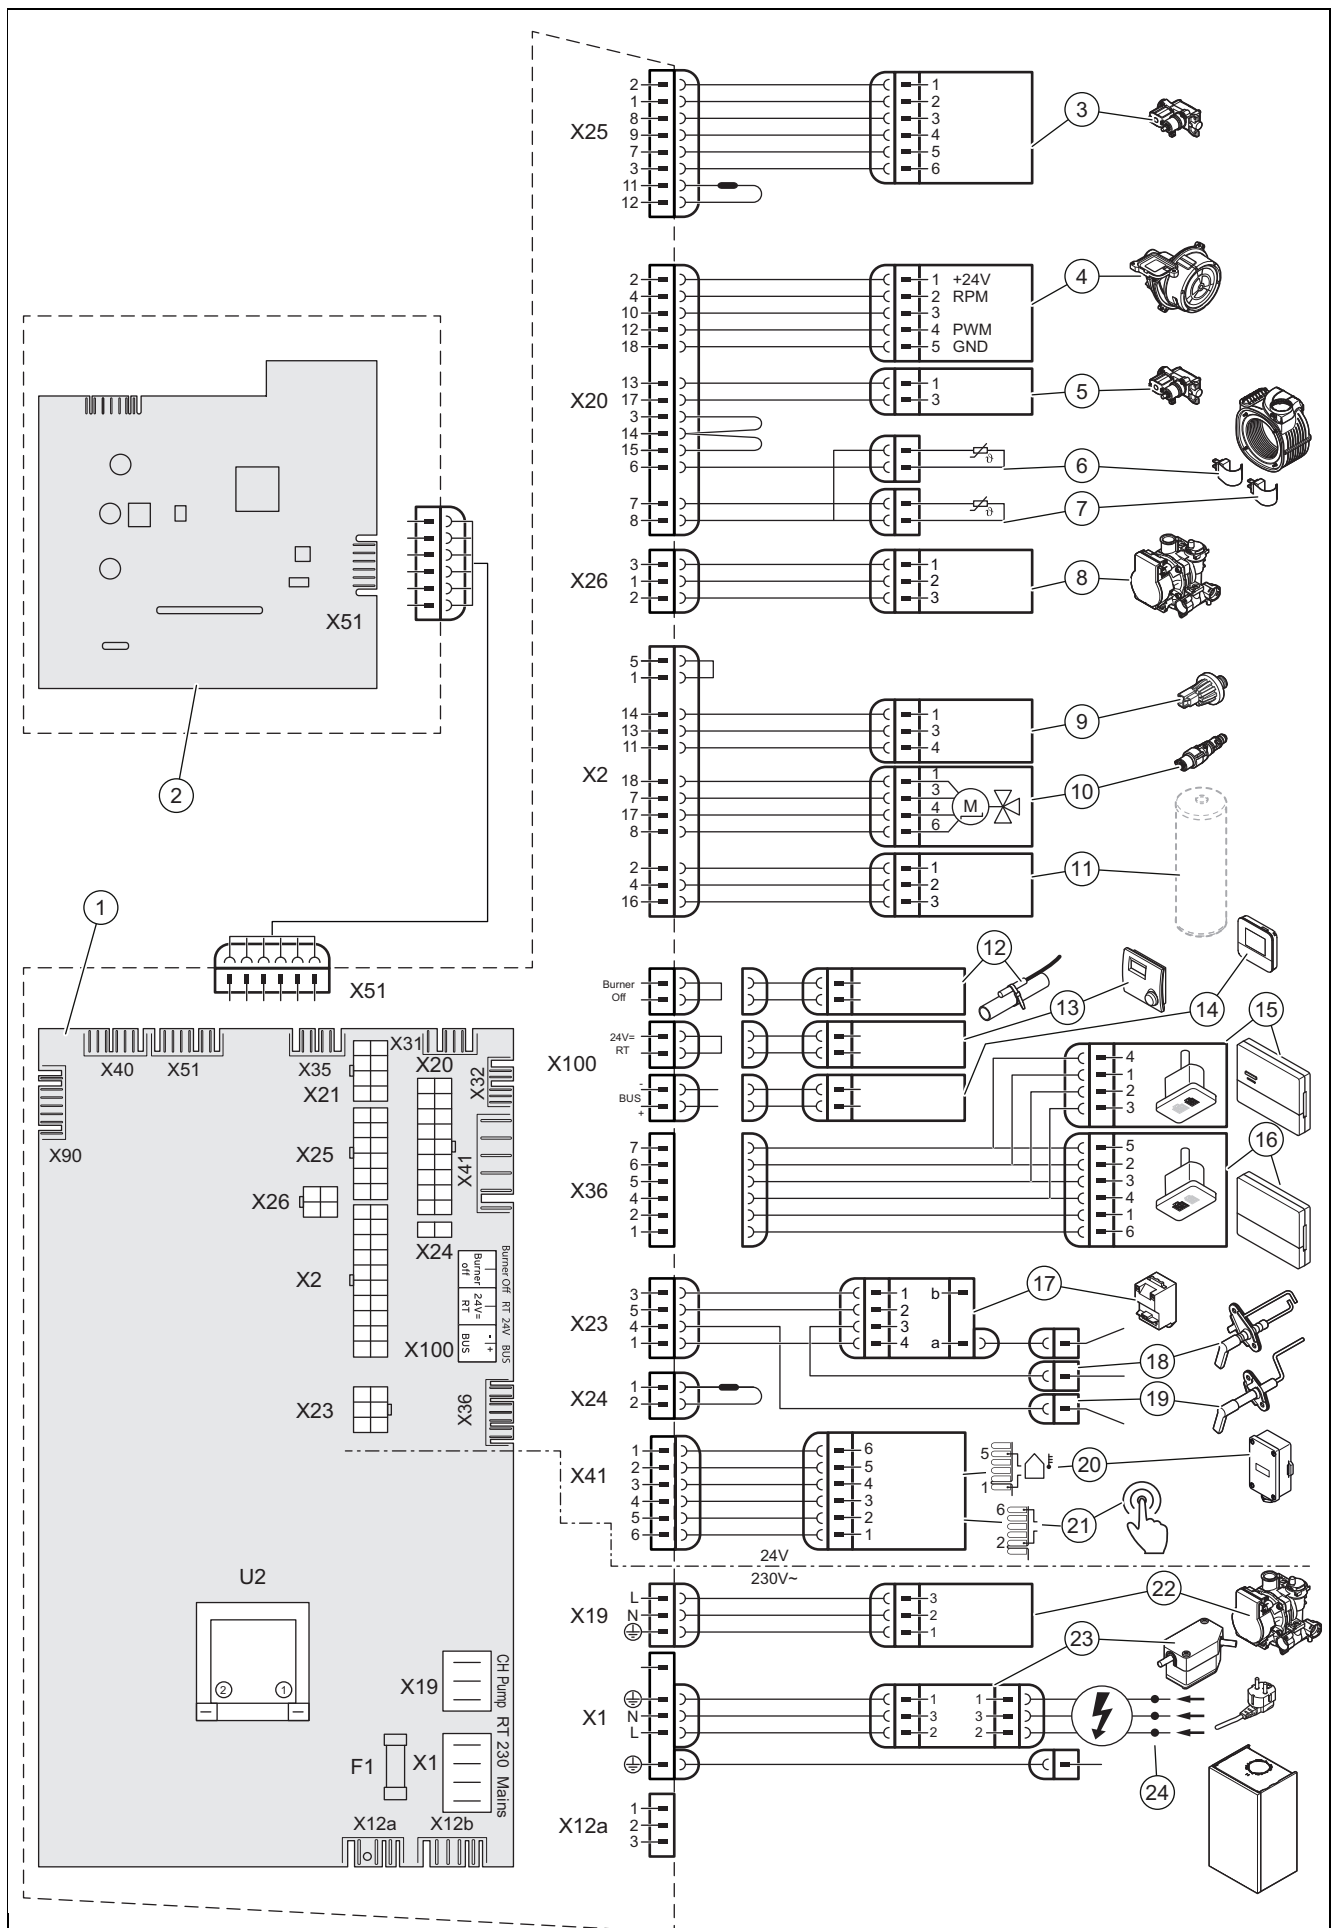 X25
2 1
1 2
8 3
9 4
7 5
3 6
11
12
3
X20
2 1 +24V
4 2 RPM
10 3
12 4 PWM
18 5 GND
4
13 1
17 3
5
3
14
15
6
ϑ
6
7
8
ϑ
7
X26
3 1
1 2
2 3
8
X2
5
1
14 1
13 3
11 4
9
18 1
7 3
17 4
8 6
M
10
2 1
4 2
16 3
11
X51
2
1
X51
X100
Burner
Off
12
24V=
RT
13
-
BUS
+
14
4
1
2
3
15
X36
7 5
6 2
5 3
4 4
2 1
1 6
16
X23
3 1 b
5 2
4 3
1 4 a
17
18
X24
1
2
19
X41
1 6
2 5
3 4
4 3
5 2
6 1
5
1
20
6
2
21
24V
230V~
X19
L 3
N 2
1
22
X1
1 1
N 3 3
L 2 2
23
24
X12a
1
2
3
X40
X51
X35
X31
X21
X20
X32
X90
X25
X41
X26
X24
X2
Burner
off
24V=
RT
BUS
- +
Burner Off RT 24V BUS
X100
X23
X36
U2
2 1
X19
CH Pump RT 230 Mains
F1
X1
X12a
X12b